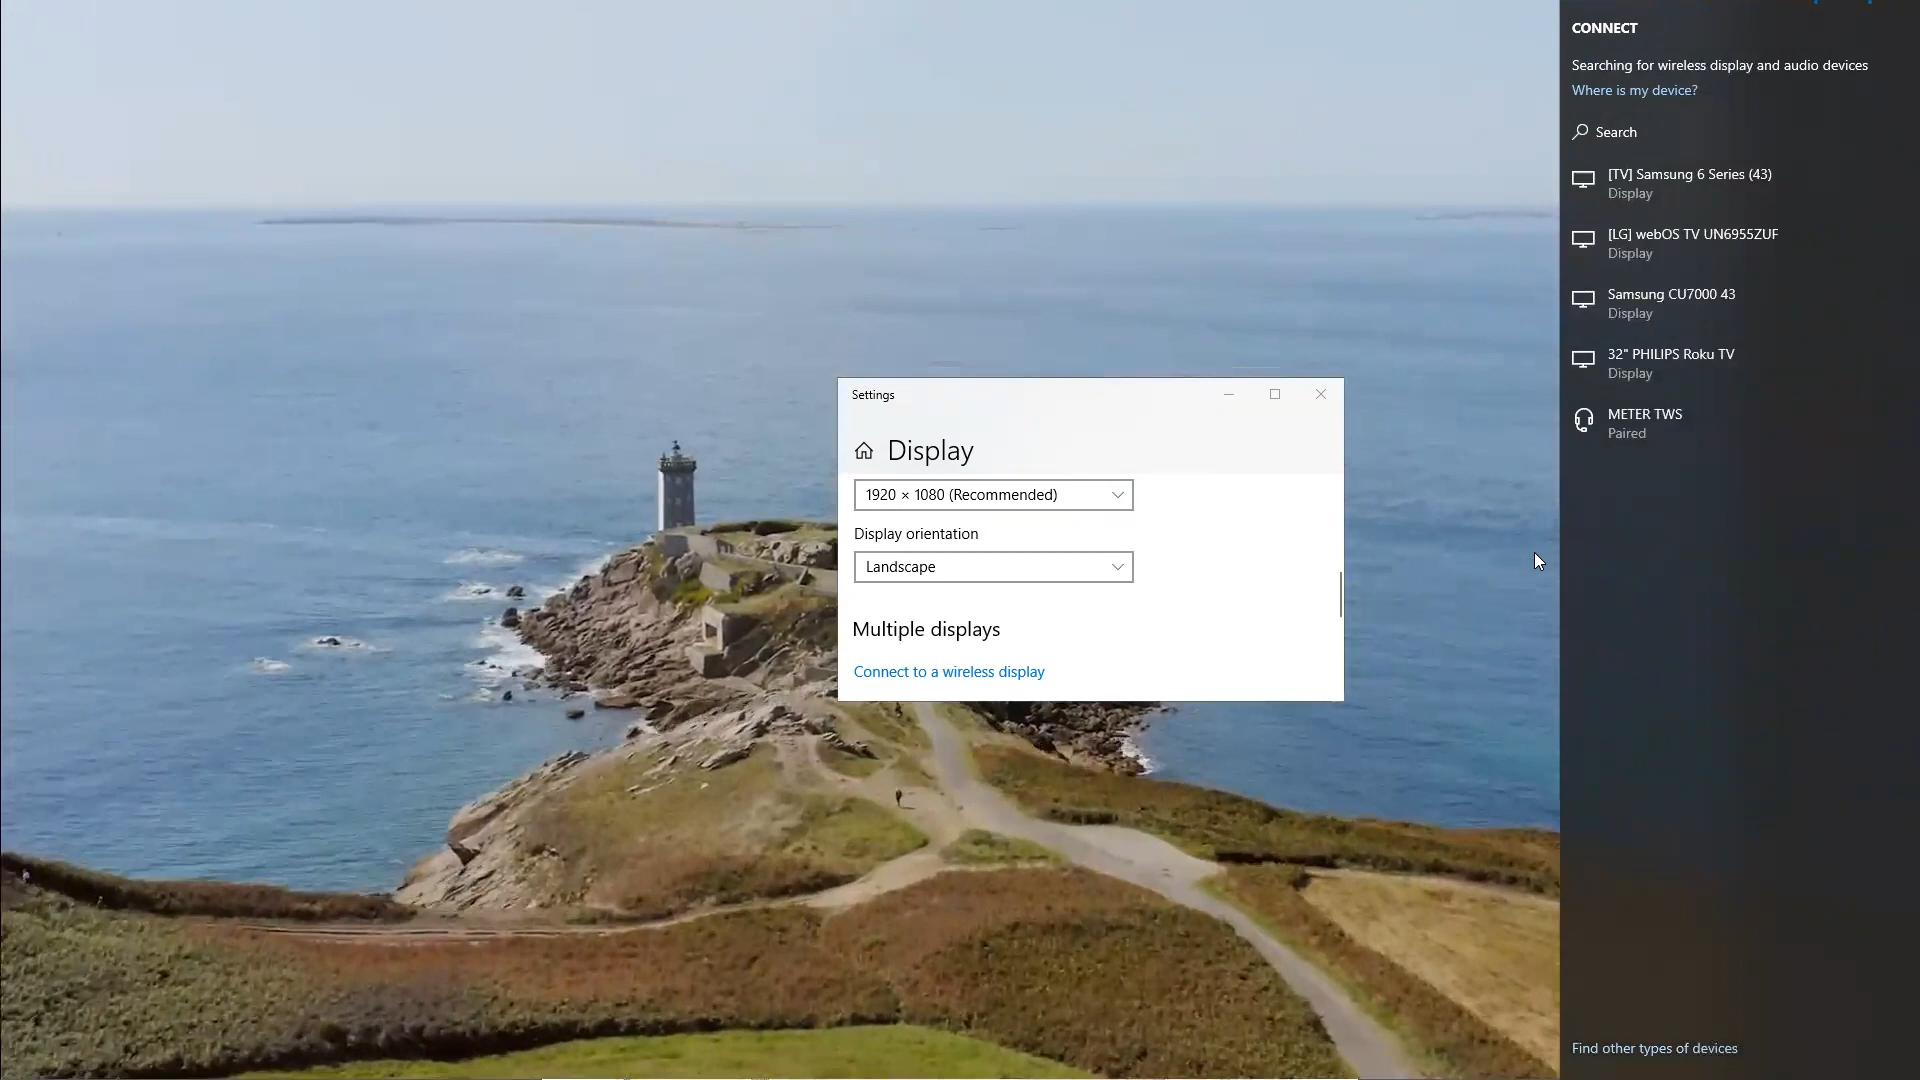 CONNECT
Searching for wireless display and audio devices
Where is my device?
Search
[TV] Samsung 6 Series (43)
Display
[LG] webOS TV UN6955ZUF
Display
Samsung CU7000 43
Display
32" PHILIPS Roku TV
Display
METER TWS
Paired
Find other types of devices
Settings
Display
1920 × 1080 (Recommended)
Display orientation
Landscape
Multiple displays
Connect to a wireless display